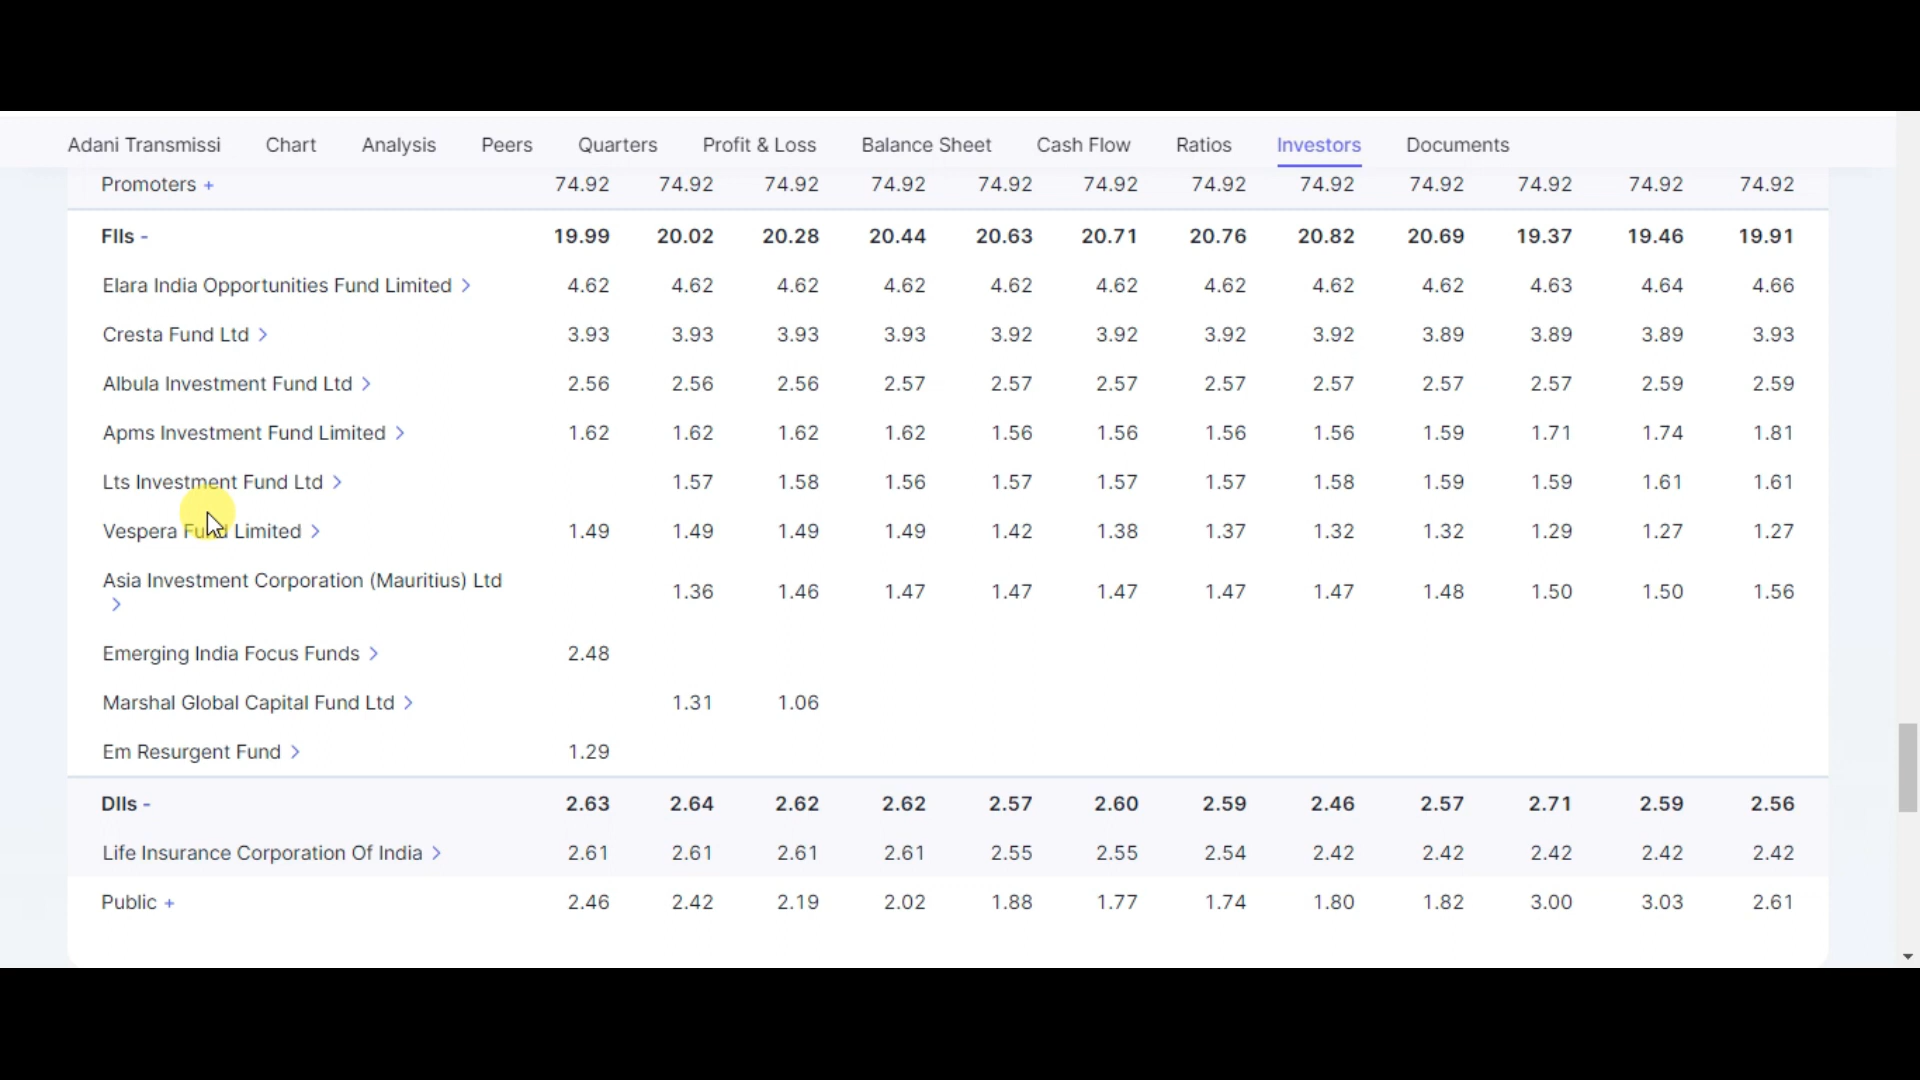 Adani Transmissi Chart Analysis Peers Quarters Profit & Loss Balance Sheet Cash Flow Ratios Investors Documents
Promoters + 74.92 74.92 74.92 74.92 74.92 74.92 74.92 74.92 74.92 74.92 74.92 74.92
FIIs - 19.99 20.02 20.28 20.44 20.63 20.71 20.76 20.82 20.69 19.37 19.46 19.91
Elara India Opportunities Fund Limited > 4.62 4.62 4.62 4.62 4.62 4.62 4.62 4.62 4.62 4.63 4.64 4.66
Cresta Fund Ltd > 3.93 3.93 3.93 3.93 3.92 3.92 3.92 3.92 3.89 3.89 3.89 3.93
Albula Investment Fund Ltd > 2.56 2.56 2.56 2.57 2.57 2.57 2.57 2.57 2.57 2.57 2.59 2.59
Apms Investment Fund Limited > 1.62 1.62 1.62 1.62 1.56 1.56 1.56 1.56 1.59 1.71 1.74 1.81
Lts Investment Fund Ltd > 1.57 1.58 1.56 1.57 1.57 1.57 1.58 1.59 1.59 1.61 1.61
Vespera Fund Limited > 1.49 1.49 1.49 1.49 1.42 1.38 1.37 1.32 1.32 1.29 1.27 1.27
Asia Investment Corporation (Mauritius) Ltd
> 1.36 1.46 1.47 1.47 1.47 1.47 1.47 1.48 1.50 1.50 1.56
Emerging India Focus Funds > 2.48
Marshal Global Capital Fund Ltd > 1.31 1.06
Em Resurgent Fund > 1.29
DIIs - 2.63 2.64 2.62 2.62 2.57 2.60 2.59 2.46 2.57 2.71 2.59 2.56
Life Insurance Corporation Of India > 2.61 2.61 2.61 2.61 2.55 2.55 2.54 2.42 2.42 2.42 2.42 2.42
Public + 2.46 2.42 2.19 2.02 1.88 1.77 1.74 1.80 1.82 3.00 3.03 2.61